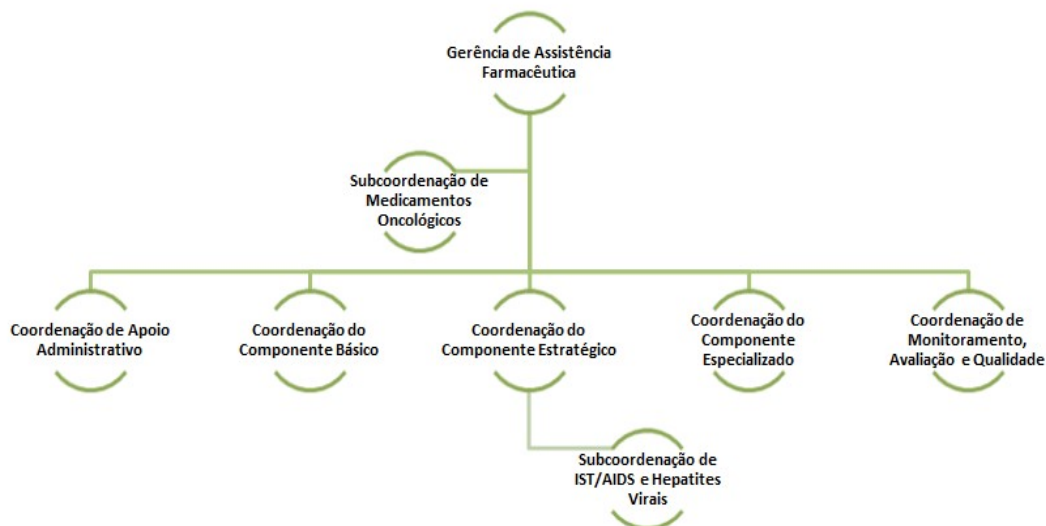 Gerência de Assistência
Farmacêutica
Subcoordenação de
Medicamentos
Oncológicos
Coordenação de Apoio
Administrativo
Coordenação do
Componente Básico
Coordenação do
Componente Estratégico
Coordenação do
Componente
Especializado
Coordenação de
Monitoramento,
Avaliação e Qualidade
Subcoordenação de
IST/AIDS e Hepatites
Virais